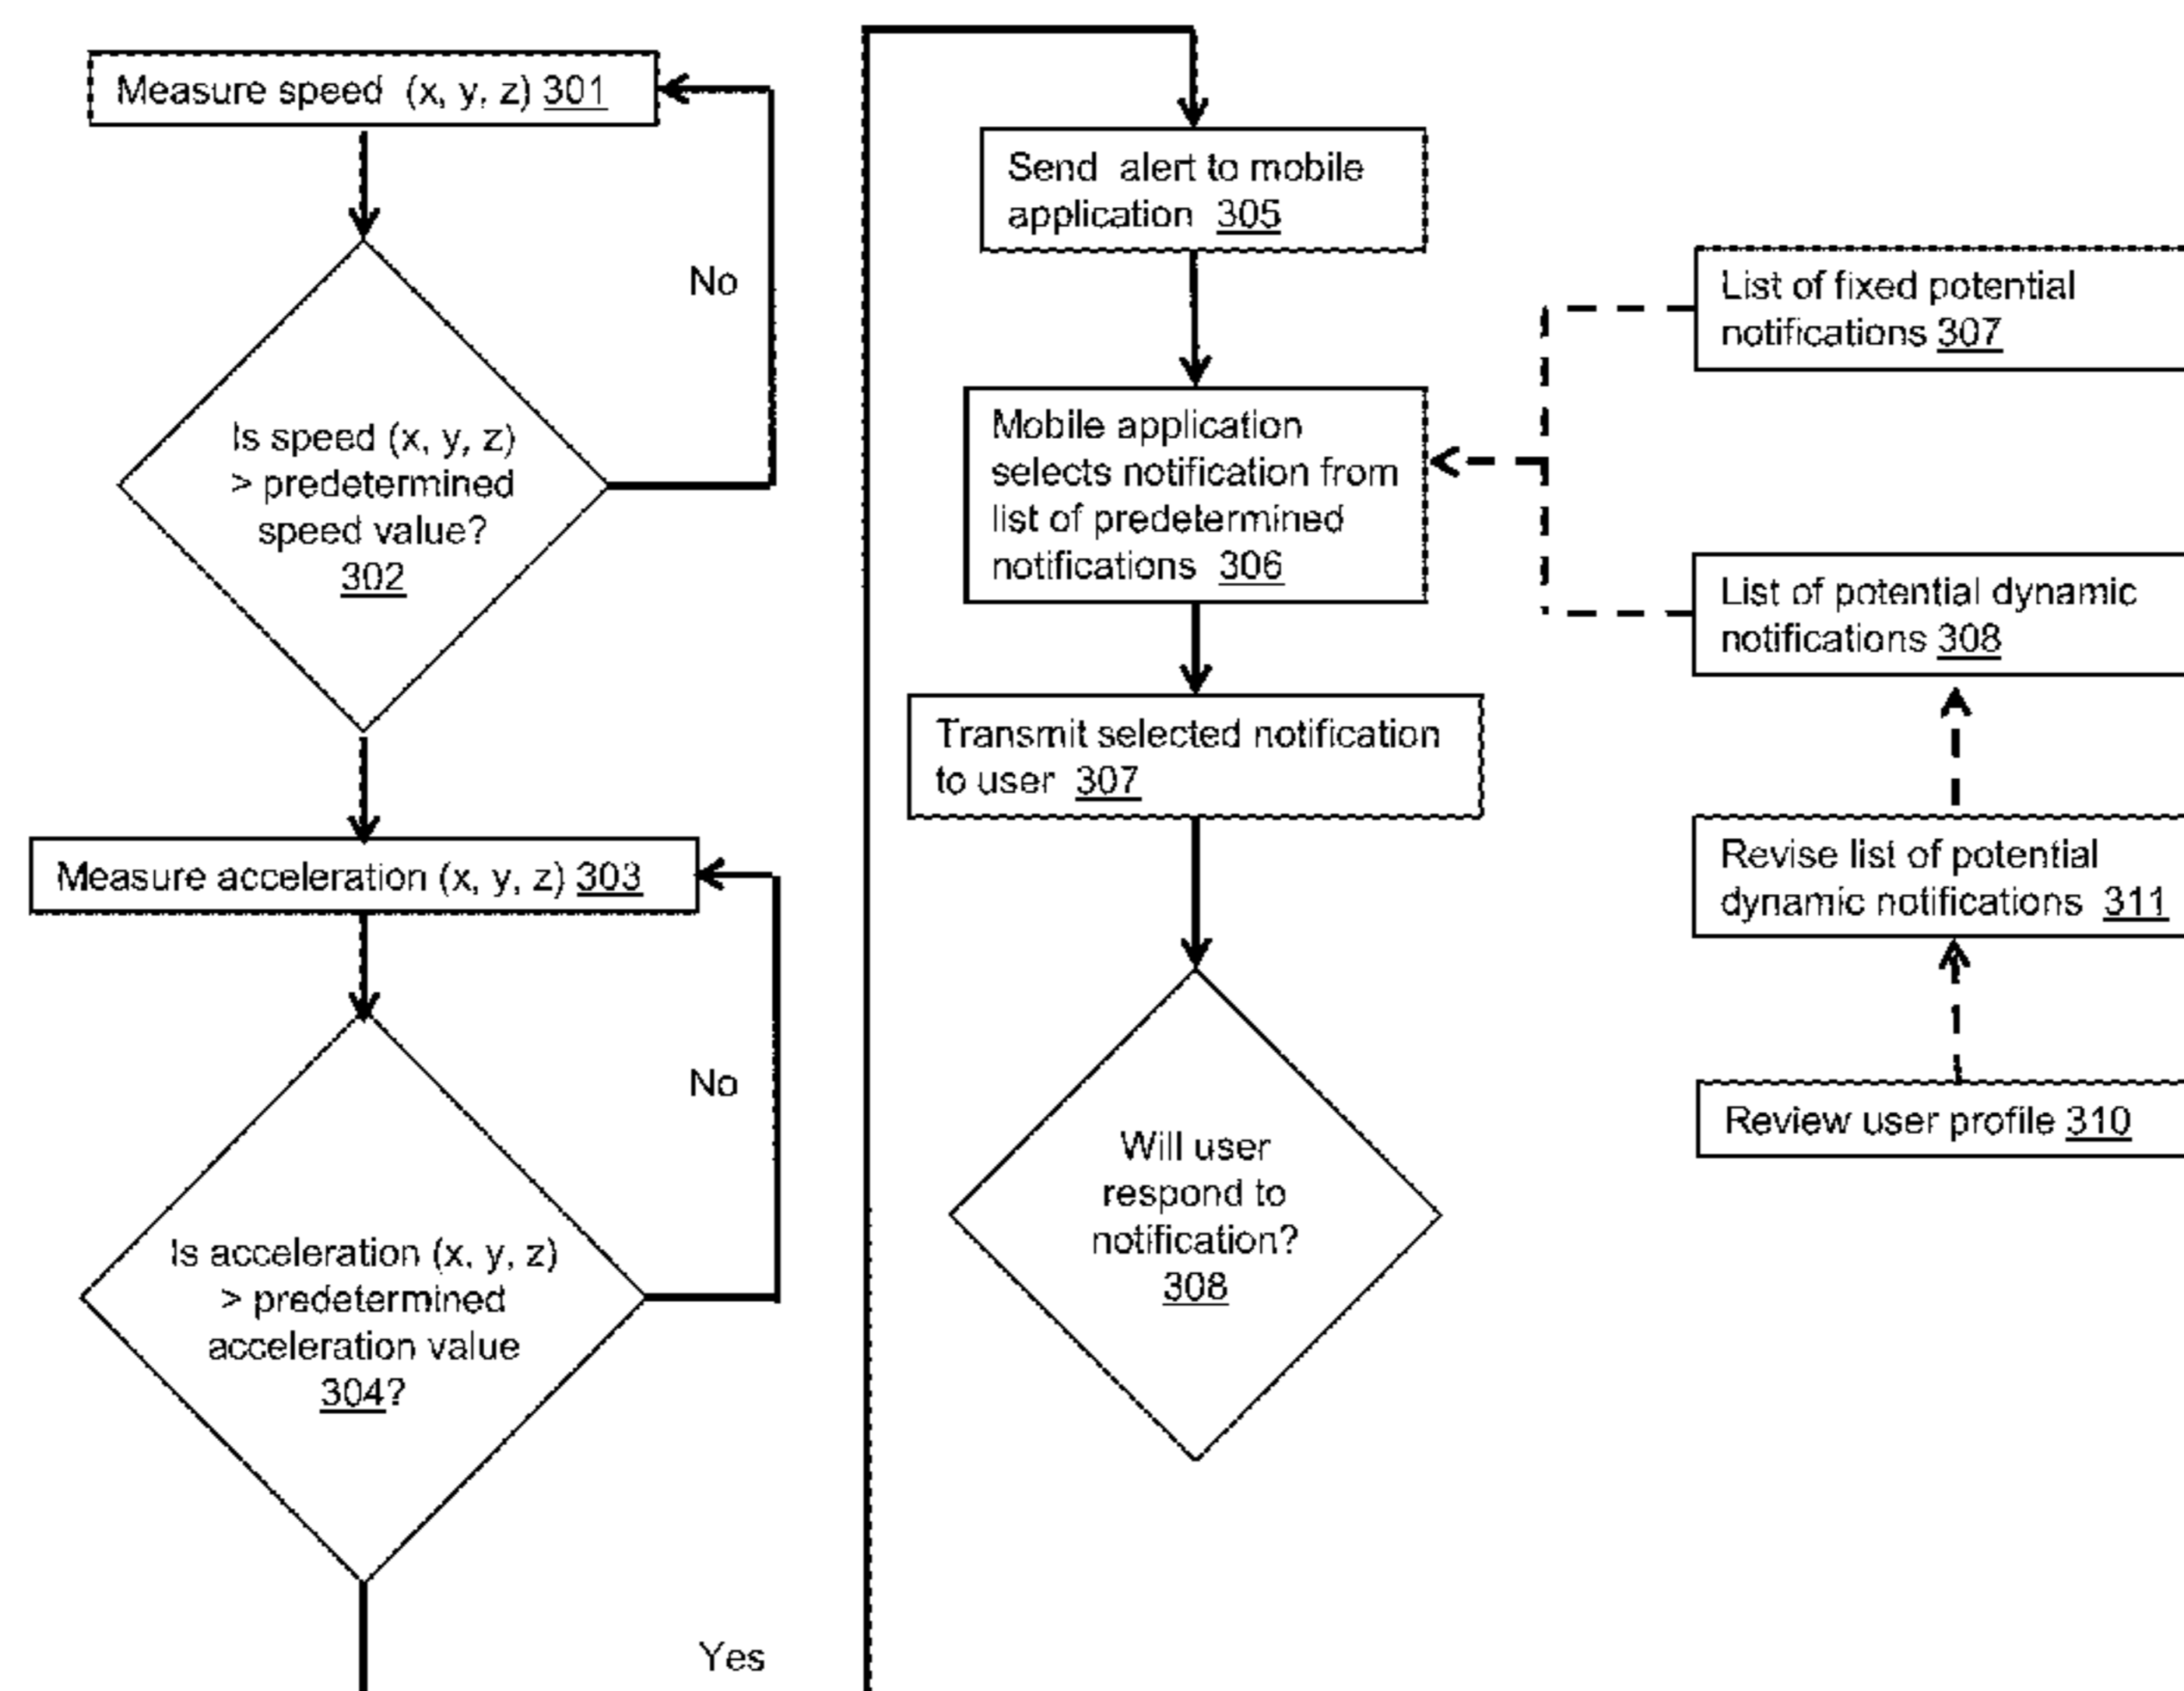 Measure speed (x, y, z) 301
No
Is speed (x, y, z)
> predetermined
speed value?
302
Measure acceleration (x, y, z) 303
No
Is acceleration (x, y, z)
> predetermined
acceleration value
304?
Yes
Send alert to mobile
application 305
Mobile application
selects notification from
list of predetermined
notifications 306
Transmit selected notification
to user 307
Will user
respond to
notification?
308
List of fixed potential
notifications 307
List of potential dynamic
notifications 308
Revise list of potential
dynamic notifications 311
Review user profile 310